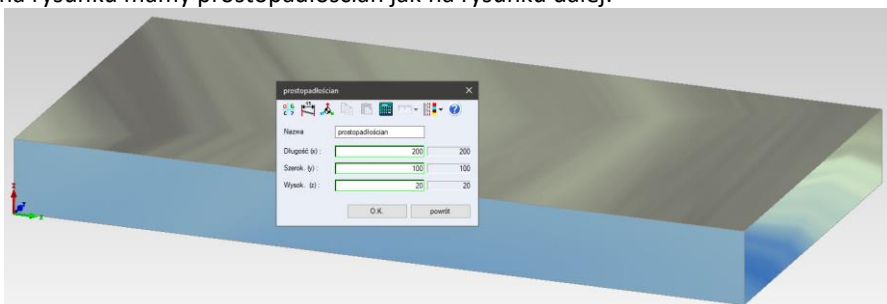 na rysunku mamy prostopadłościan jak na rysunku dalej:
prostopadłościan
Nazwa prostopadłościan
Długość (x) : 200 200
Szerok. (y) : 100 100
Wysok. (z) : 20 20
O.K. powrót